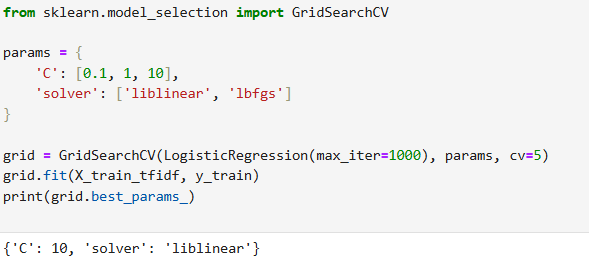 from sklearn.model_selection import GridSearchCV
params = {
    'C': [0.1, 1, 10],
    'solver': ['liblinear', 'lbfgs']
}
grid = GridSearchCV(LogisticRegression(max_iter=1000), params, cv=5)
grid.fit(X_train_tfidf, y_train)
print(grid.best_params_)
{'C': 10, 'solver': 'liblinear'}